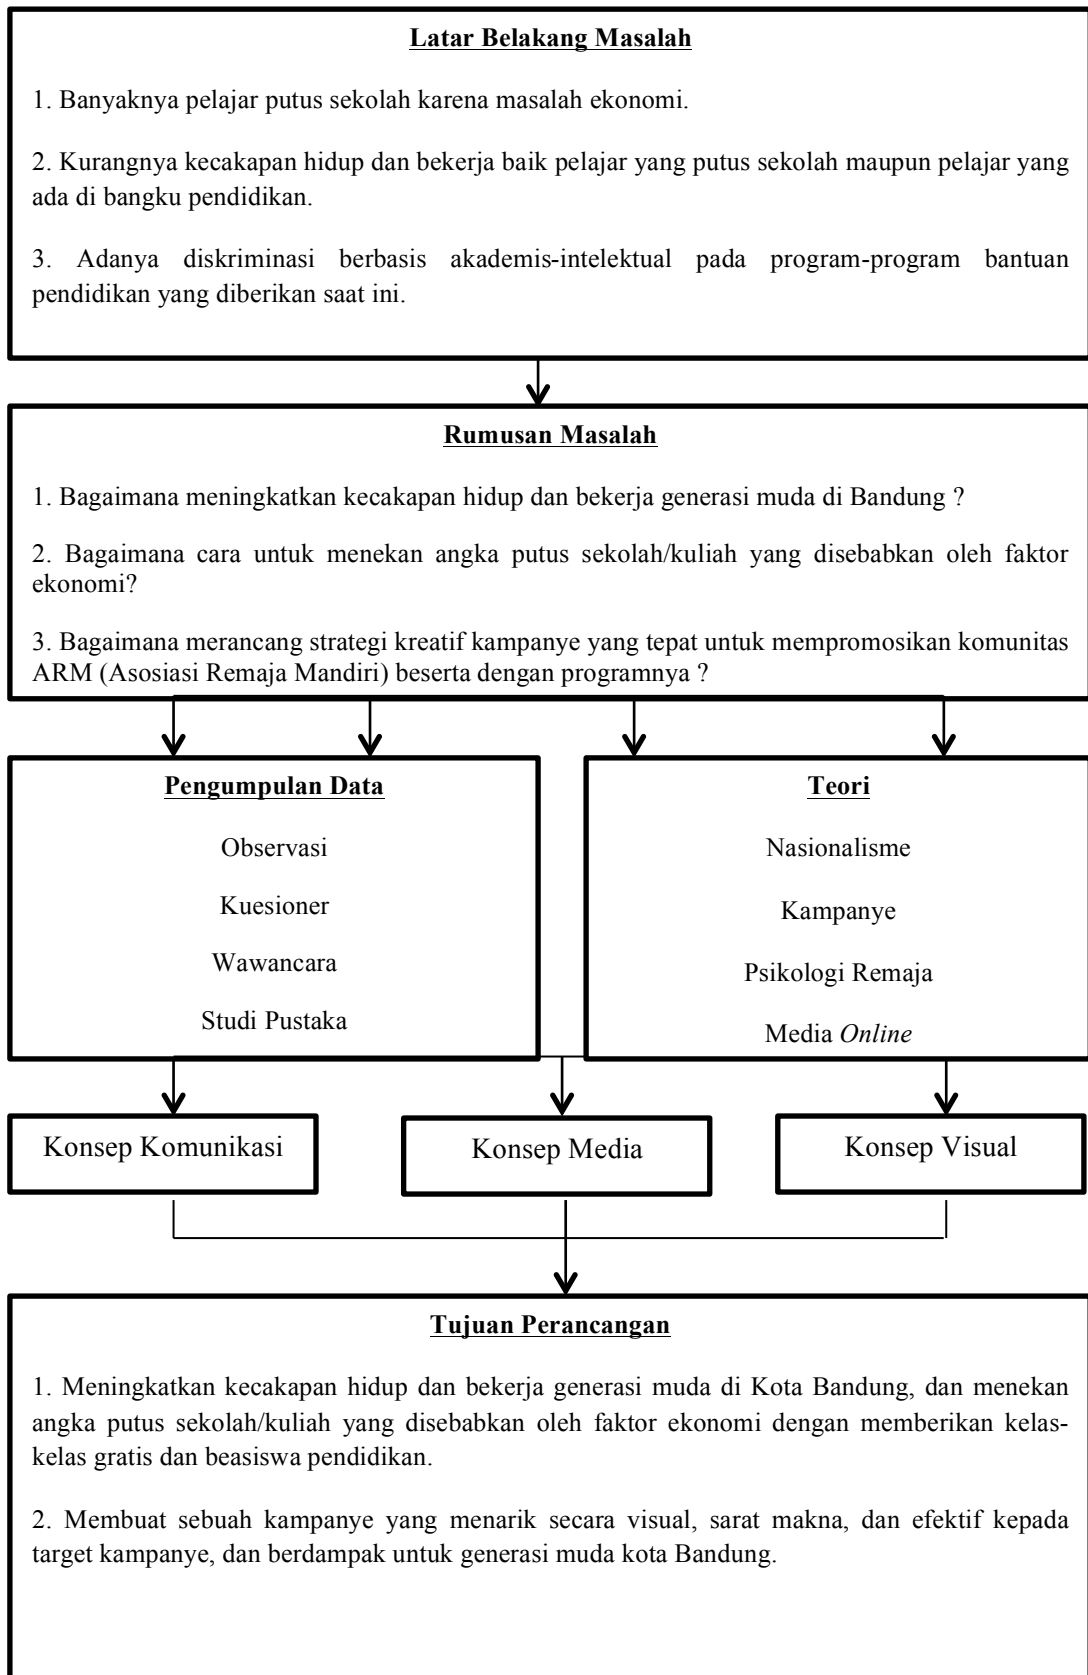 Latar Belakang Masalah
1. Banyaknya pelajar putus sekolah karena masalah ekonomi.
2. Kurangnya kecakapan hidup dan bekerja baik pelajar yang putus sekolah maupun pelajar yang
ada di bangku pendidikan.
3. Adanya diskriminasi berbasis akademis-intelektual pada program-program bantuan
pendidikan yang diberikan saat ini.
Rumusan Masalah
1. Bagaimana meningkatkan kecakapan hidup dan bekerja generasi muda di Bandung ?
2. Bagaimana cara untuk menekan angka putus sekolah/kuliah yang disebabkan oleh faktor
ekonomi?
3. Bagaimana merancang strategi kreatif kampanye yang tepat untuk mempromosikan komunitas
ARM (Asosiasi Remaja Mandiri) beserta dengan programnya ?
Pengumpulan Data
Observasi
Kuesioner
Wawancara
Studi Pustaka
Teori
Nasionalisme
Kampanye
Psikologi Remaja
Media Online
Konsep Komunikasi
Konsep Media
Konsep Visual
Tujuan Perancangan
1. Meningkatkan kecakapan hidup dan bekerja generasi muda di Kota Bandung, dan menekan
angka putus sekolah/kuliah yang disebabkan oleh faktor ekonomi dengan memberikan kelas-
kelas gratis dan beasiswa pendidikan.
2. Membuat sebuah kampanye yang menarik secara visual, sarat makna, dan efektif kepada
target kampanye, dan berdampak untuk generasi muda kota Bandung.